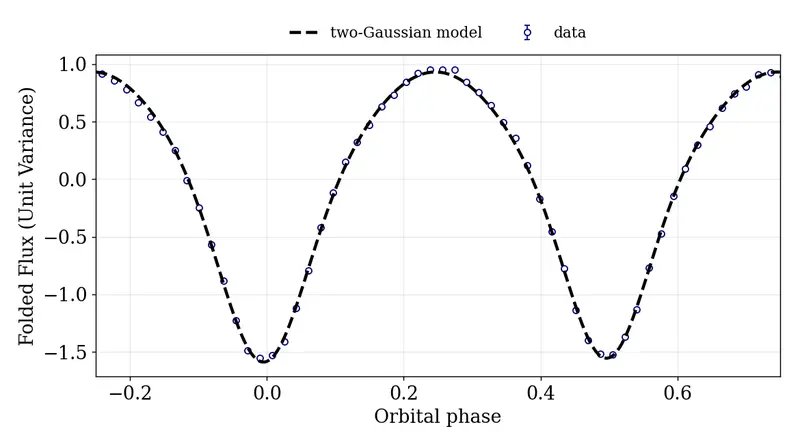 two-Gaussian model
data
Folded Flux (Unit Variance)
1.0
0.5
0.0
−0.5
−1.0
−1.5
−0.2
0.0
0.2
0.4
0.6
Orbital phase